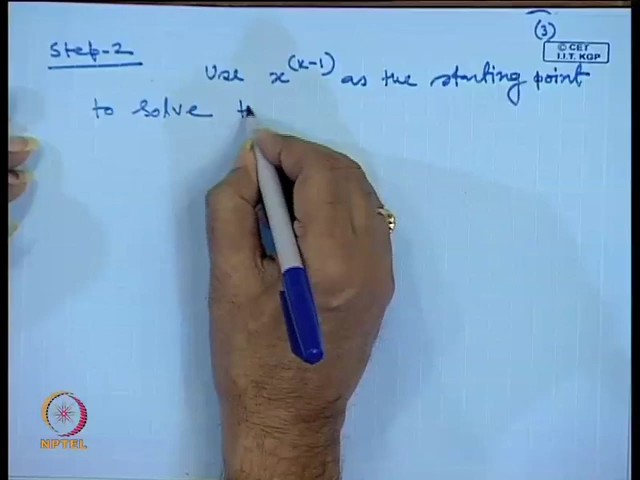 (3)
© CET
I.I.T. KGP
Step-2
Use x^(k-1) as the starting point
to solve t
NPTEL